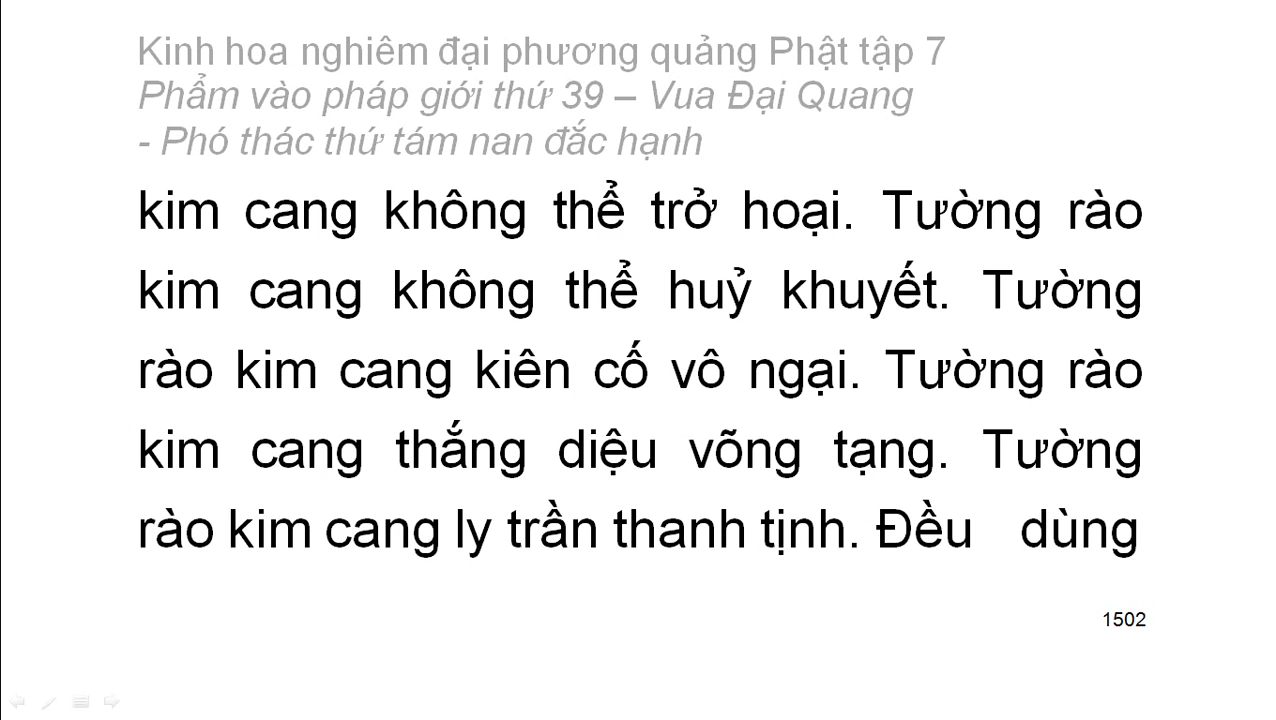 Kinh hoa nghiêm đại phương quảng Phật tập 7
Phẩm vào pháp giới thứ 39 – Vua Đại Quang
- Phó thác thứ tám nan đắc hạnh
kim cang không thể trở hoại. Tường rào
kim cang không thể huỷ khuyết. Tường
rào kim cang kiên cố vô ngại. Tường rào
kim cang thắng diệu võng tạng. Tường
rào kim cang ly trần thanh tịnh. Đều dùng
1502